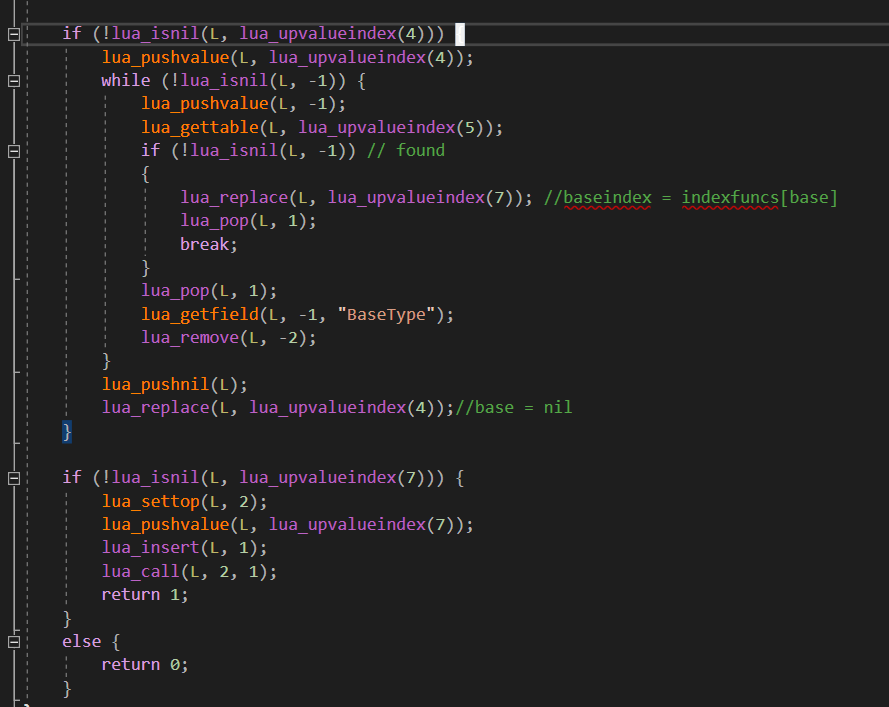 if (!lua_isnil(L, lua_upvalueindex(4))) {
lua_pushvalue(L, lua_upvalueindex(4));
while (!lua_isnil(L, -1)) {
lua_pushvalue(L, -1);
lua_gettable(L, lua_upvalueindex(5));
if (!lua_isnil(L, -1)) // found
{
lua_replace(L, lua_upvalueindex(7)); //baseindex = indexfuncs[base]
lua_pop(L, 1);
break;
}
lua_pop(L, 1);
lua_getfield(L, -1, "BaseType");
lua_remove(L, -2);
}
lua_pushnil(L);
lua_replace(L, lua_upvalueindex(4));//base = nil
}
if (!lua_isnil(L, lua_upvalueindex(7))) {
lua_settop(L, 2);
lua_pushvalue(L, lua_upvalueindex(7));
lua_insert(L, 1);
lua_call(L, 2, 1);
return 1;
}
else {
return 0;
}